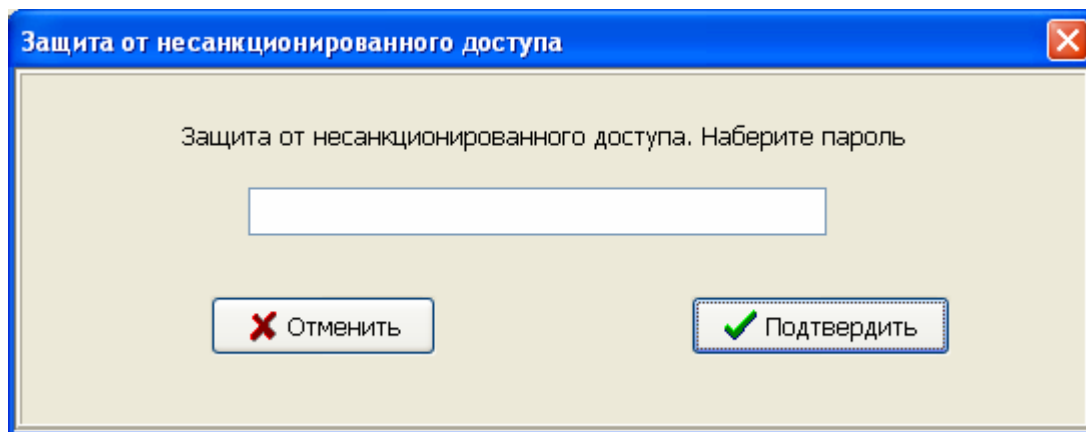 Защита от несанкционированного доступа
Защита от несанкционированного доступа. Наберите пароль
Отменить
Подтвердить